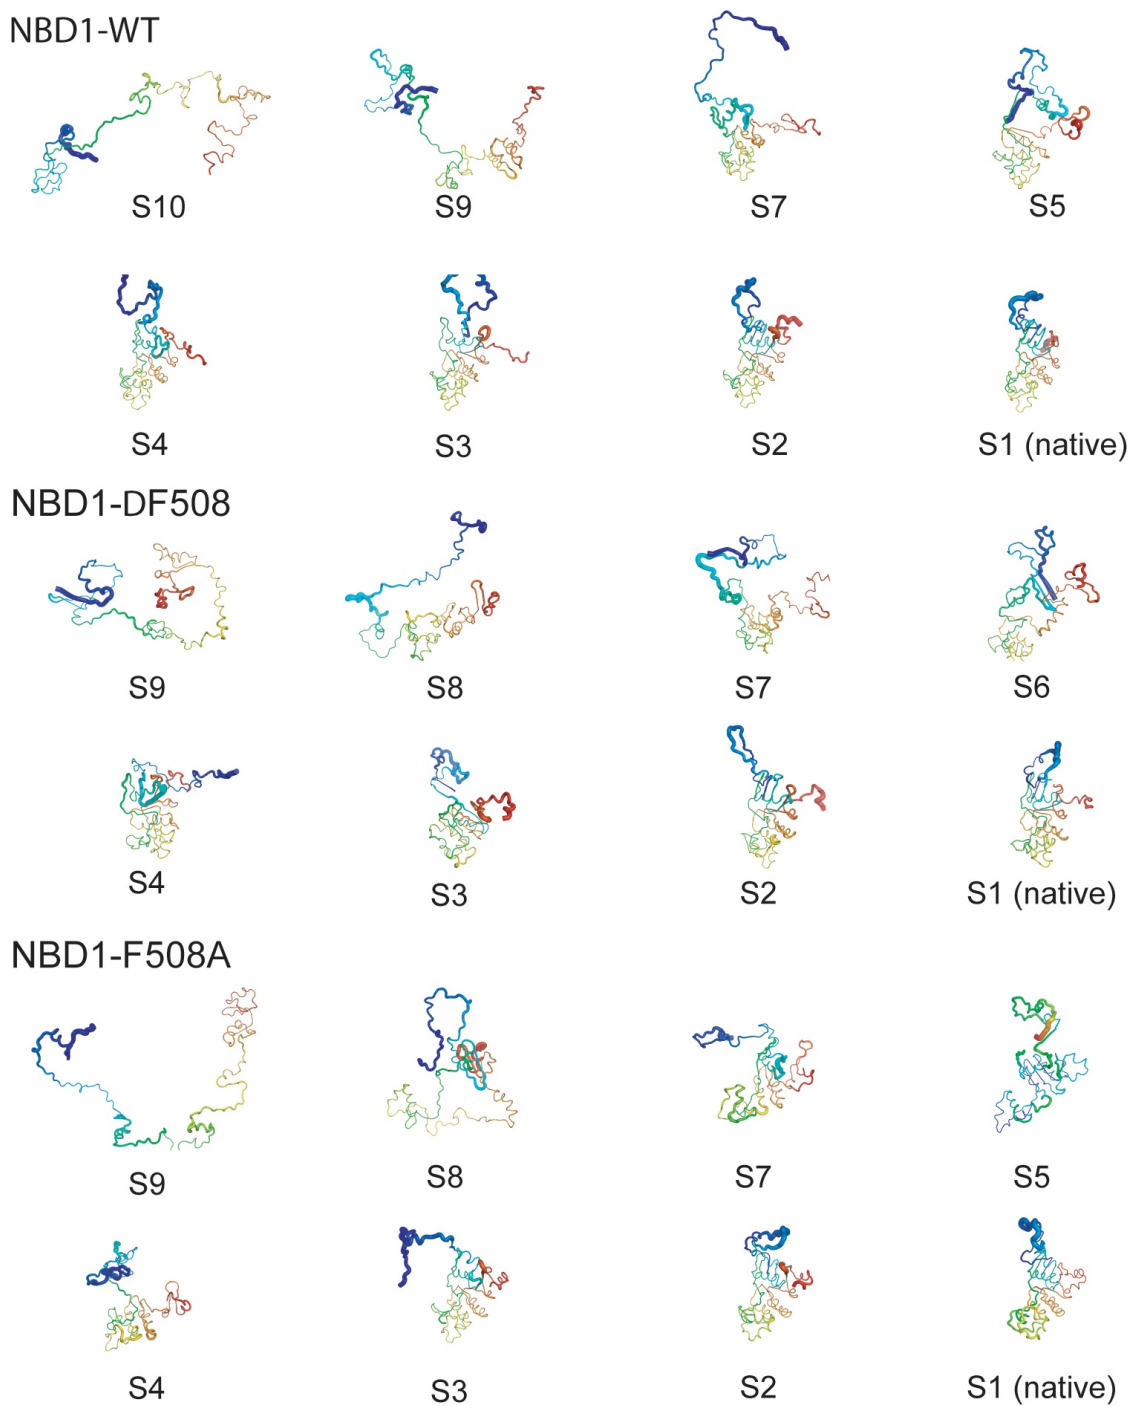 NBD1-WT
S10 S9 S7 S5
S4 S3 S2 S1 (native)
NBD1-DF508
S9 S8 S7 S6
S4 S3 S2 S1 (native)
NBD1-F508A
S9 S8 S7 S5
S4 S3 S2 S1 (native)